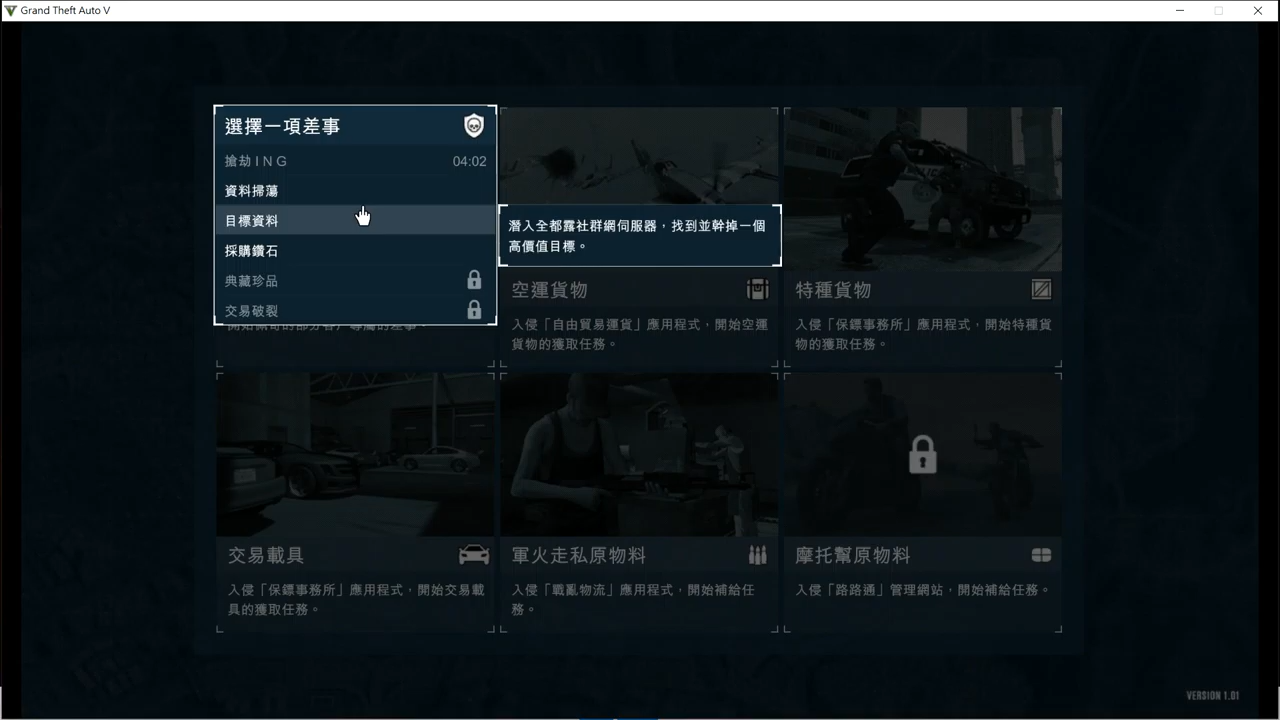 Grand Theft Auto V
選擇一項差事
搶劫ING 04:02
資料掃蕩
目標資料
採購鑽石
典藏珍品
交易破裂
潛入全都露社群網伺服器，找到並幹掉一個
高價值目標。
空運貨物
入侵「自由貿易運貨」應用程式，開始空運
貨物的獲取任務。
特種貨物
入侵「保鏢事務所」應用程式，開始特種貨
物的獲取任務。
交易載具
入侵「保鏢事務所」應用程式，開始交易載
具的獲取任務。
軍火走私原物料
入侵「戰亂物流」應用程式，開始補給任
務。
摩托幫原物料
入侵「路路通」管理網站，開始補給任務。
VERSION 1.01